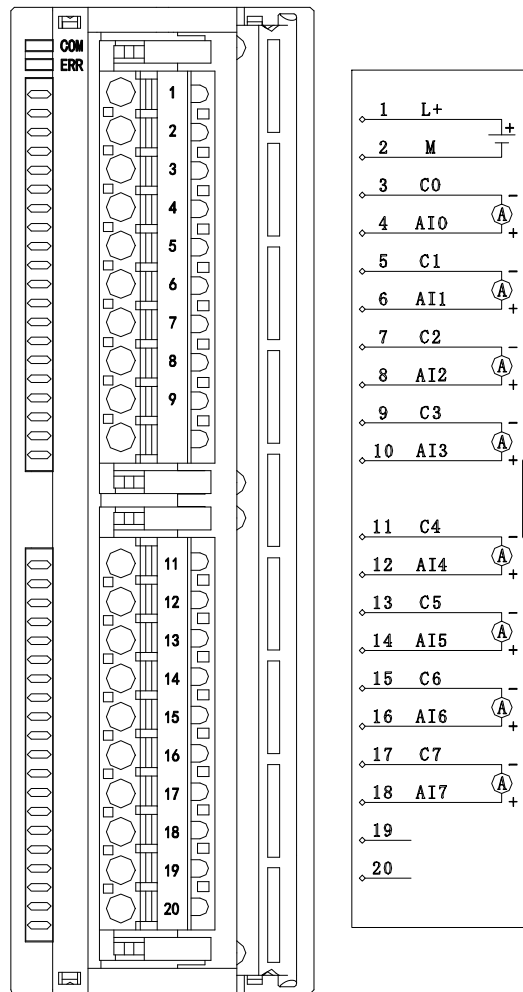 COM
ERR
1
2
3
4
5
6
7
8
9
11
12
13
14
15
16
17
18
19
20
1 L+
+
2 M
3 C0 −
A
4 AI0 +
5 C1 −
A
6 AI1 +
7 C2 −
A
8 AI2 +
9 C3 −
A
10 AI3 +
11 C4 −
A
12 AI4 +
13 C5 −
A
14 AI5 +
15 C6 −
A
16 AI6 +
17 C7 −
A
18 AI7 +
19
20